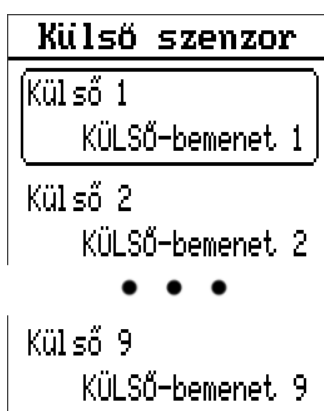 Külső szenzor
Külső 1
KÜLSŐ-bemenet 1
Külső 2
KÜLSŐ-bemenet 2
• • •
Külső 9
KÜLSŐ-bemenet 9